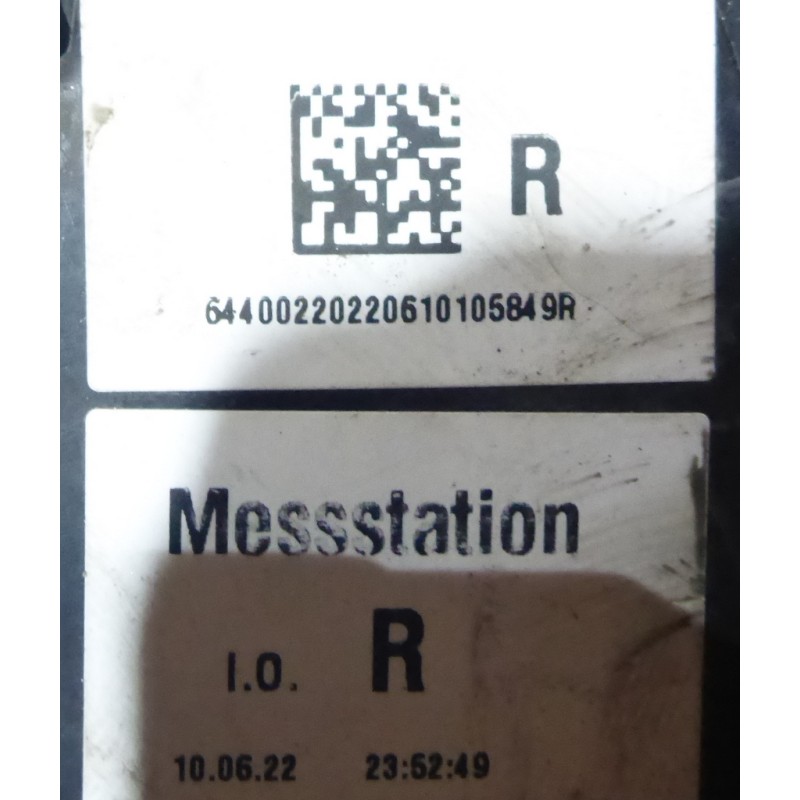 R
6440022022061010584 9R
Messstation
I.O. R
10.06.22 23:52:49